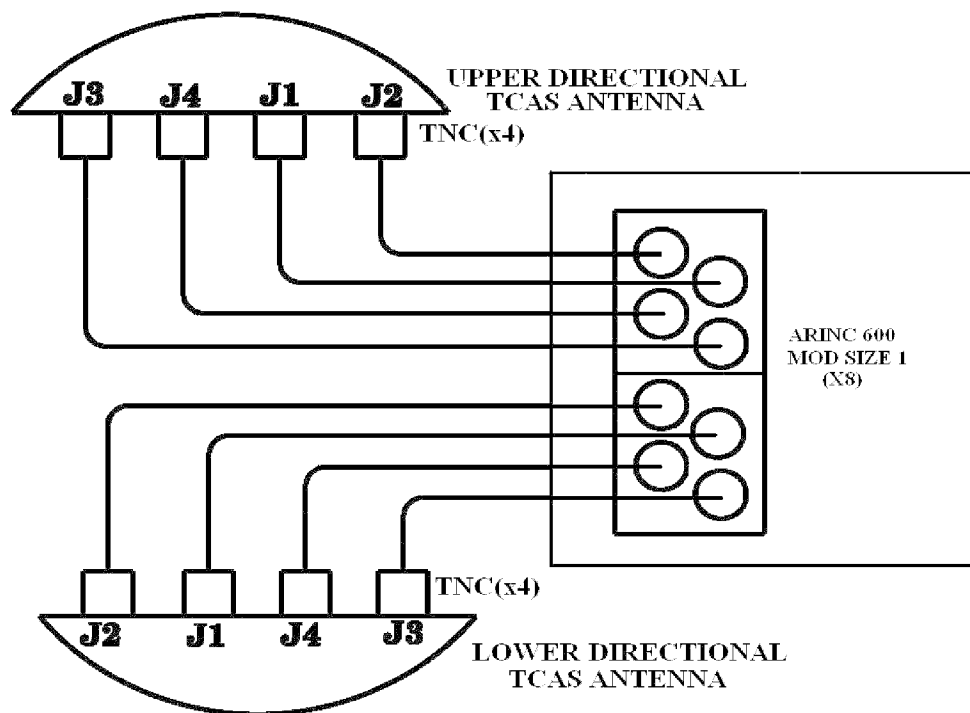 J3 J4 J1 J2
UPPER DIRECTIONAL
TCAS ANTENNA
TNC(x4)
ARINC 600
MOD SIZE 1
(X8)
TNC(x4)
J2 J1 J4 J3
LOWER DIRECTIONAL
TCAS ANTENNA